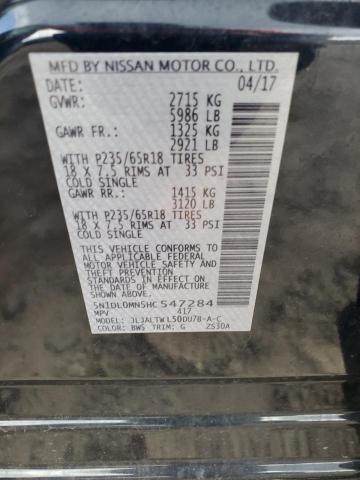 MFD BY NISSAN MOTOR CO., LTD.
DATE: 04/17
GVWR: 2715 KG
5986 LB
GAWR FR.: 1325 KG
2921 LB
WITH P235/65R18 TIRES
18 X 7.5 RIMS AT 33 PSI
COLD SINGLE
GAWR RR.: 1415 KG
3120 LB
WITH P235/65R18 TIRES
18 X 7.5 RIMS AT 33 PSI
COLD SINGLE
THIS VEHICLE CONFORMS TO
ALL APPLICABLE FEDERAL
MOTOR VEHICLE SAFETY
AND THEFT PREVENTION
STANDARDS IN EFFECT ON
THE DATE OF MANUFACTURE
SHOWN ABOVE.
5N1DL0MN5HC547284
MPV 417
MODEL: JLJALTWL50DU7B-A-C
COLOR: BW5 TRIM: G ZS30A